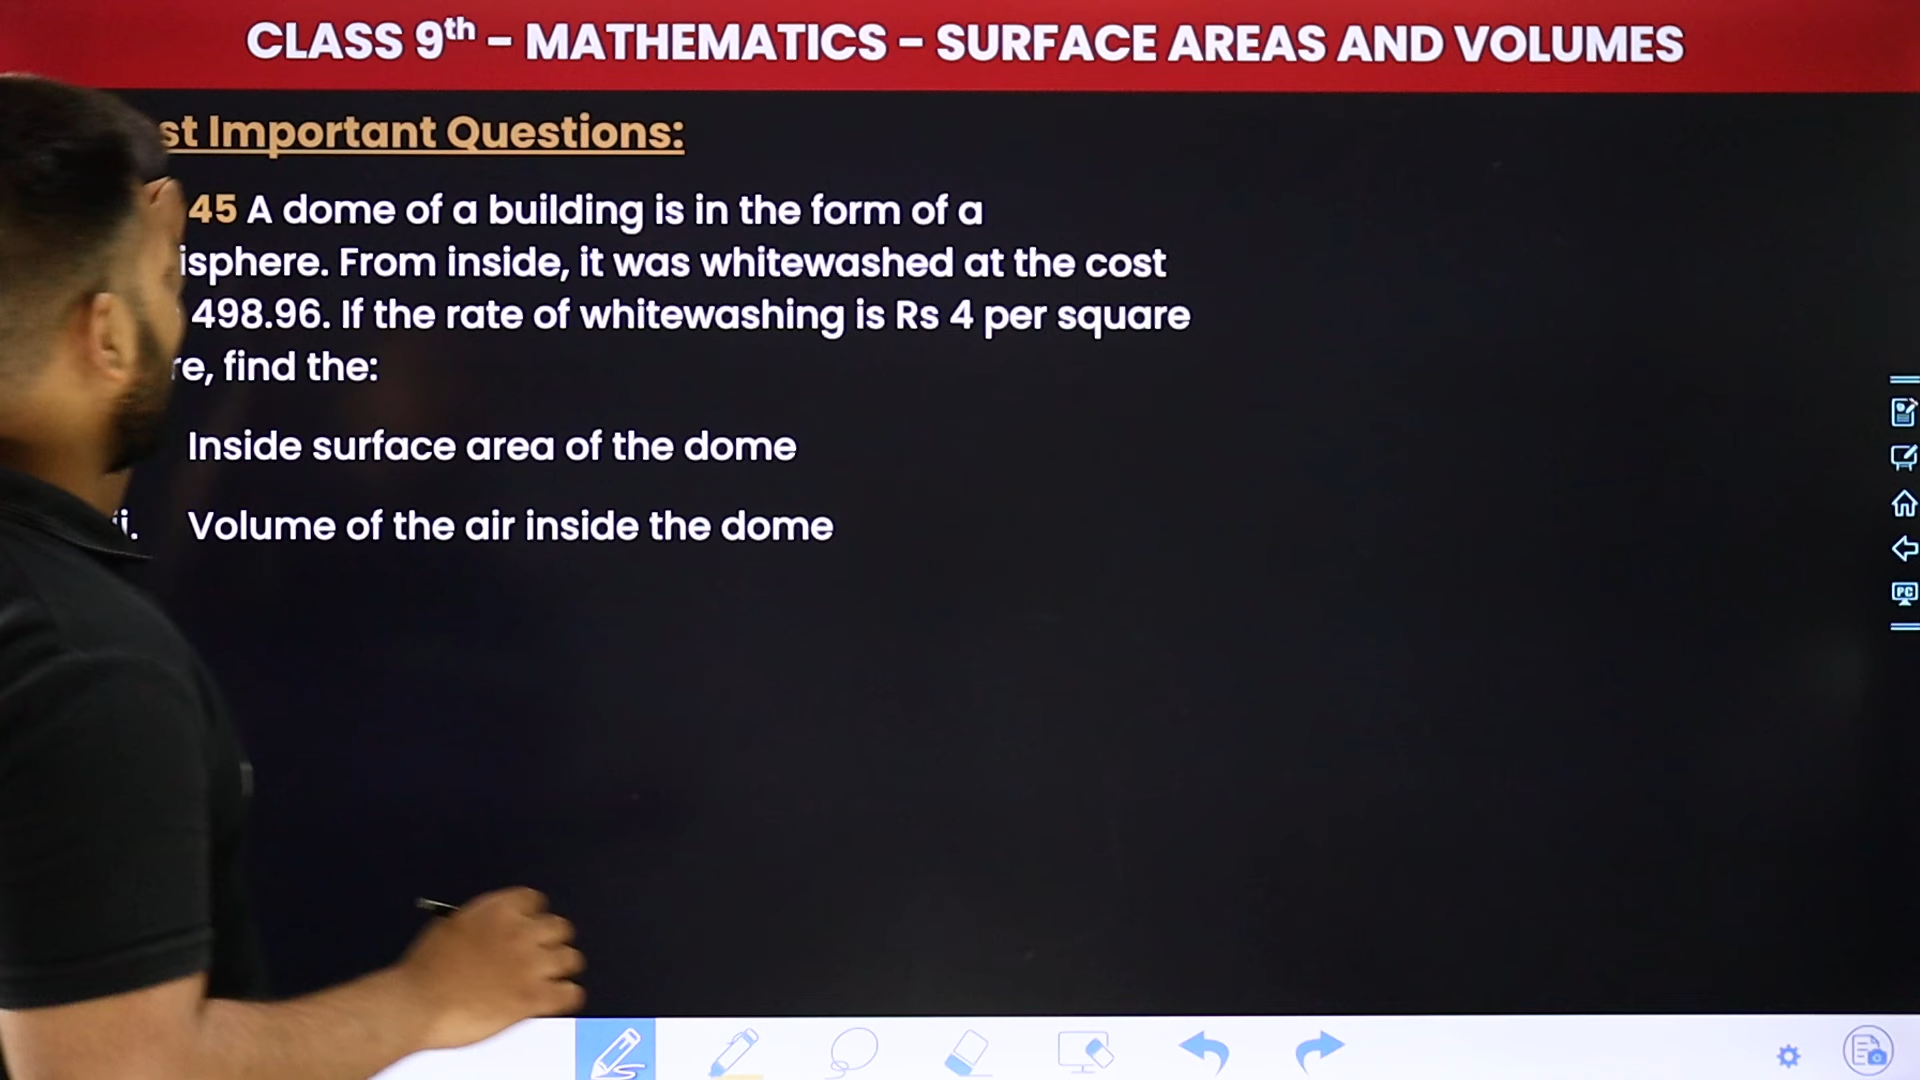 CLASS 9th - MATHEMATICS - SURFACE AREAS AND VOLUMES
Important Questions:
45 A dome of a building is in the form of a
From inside, it was whitewashed at the cost
498.96. If the rate of whitewashing is Rs 4 per square
find the:
Inside surface area of the dome
Volume of the air inside the dome
PC